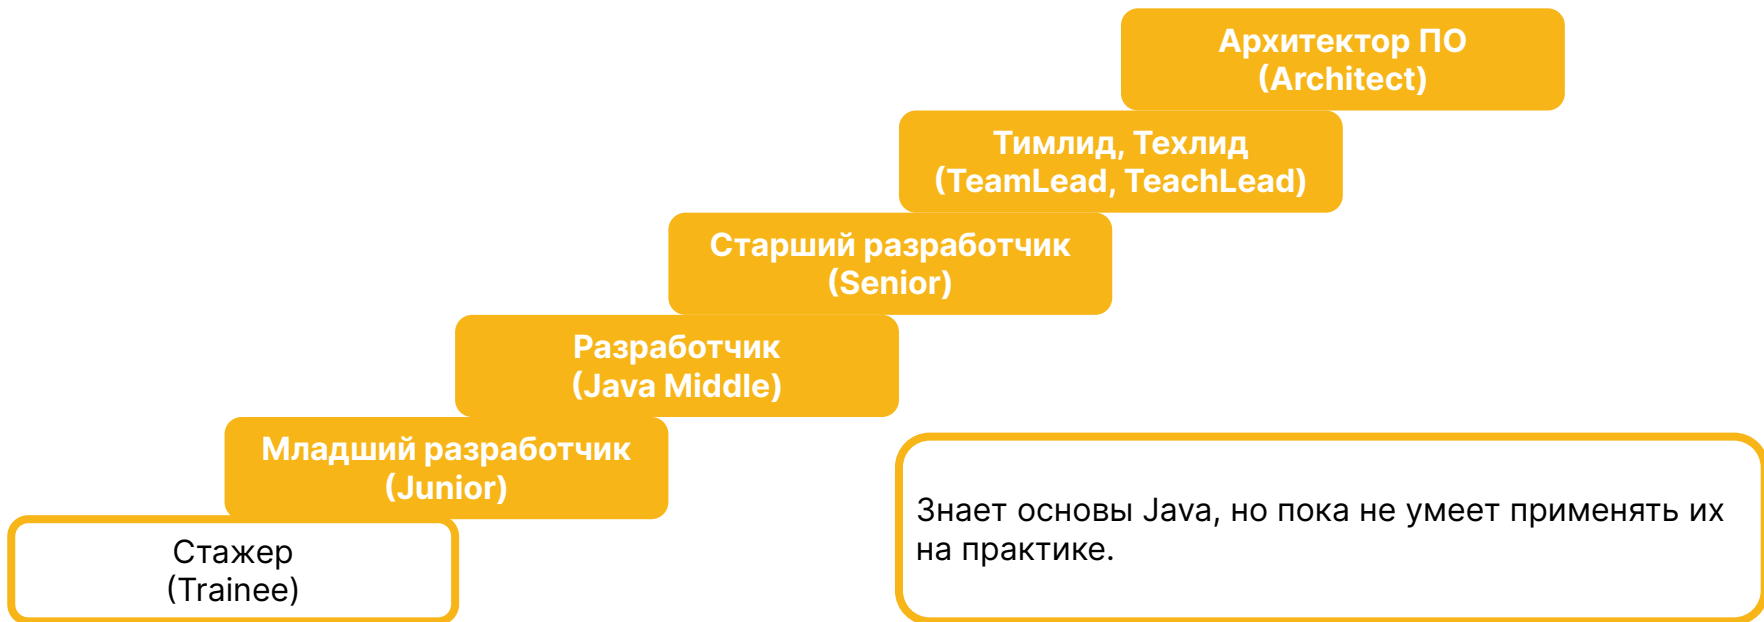 Архитектор ПО
(Architect)
Тимлид, Техлид
(TeamLead, TeachLead)
Старший разработчик
(Senior)
Разработчик
(Java Middle)
Младший разработчик
(Junior)
Стажер
(Trainee)
Знает основы Java, но пока не умеет применять их
на практике.